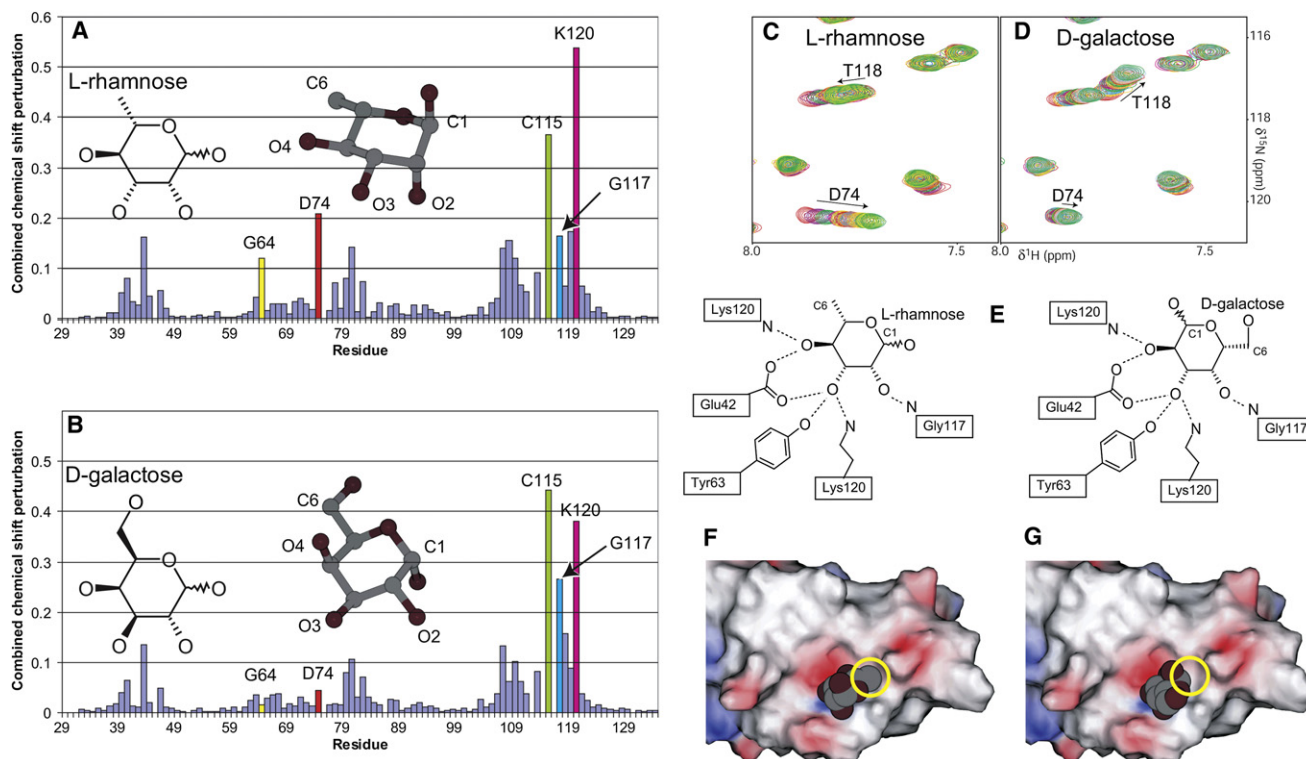 A
Combined chemical shift perturbation
0.6
0.5
0.4
0.3
0.2
0.1
0
L-rhamnose
O
O
O
O
O
C6
O4
O3
O2
C1
G64
D74
C115
K120
G117
29 39 49 59 69 79 89 99 109 119 129
Residue
B
Combined chemical shift perturbation
0.5
0.4
0.3
0.2
0.1
0
D-galactose
O
O
O
O
O
O
C6
O4
O3
O2
C1
G64
D74
C115
K120
G117
29 39 49 59 69 79 89 99 109 119 129
Residue
C
L-rhamnose
T118
D74
8.0
7.5
δ¹H (ppm)
D
D-galactose
T118
D74
8.0
7.5
116
118
120
δ¹⁵N (ppm)
L-rhamnose
C6
O
C1
O
O
O
O
Lys120
N
O
O
Glu42
O
Tyr63
N
Lys120
N
Gly117
E
D-galactose
O
C1
O
O
C6
O
O
O
Lys120
N
O
O
Glu42
O
Tyr63
N
Lys120
N
Gly117
F
G